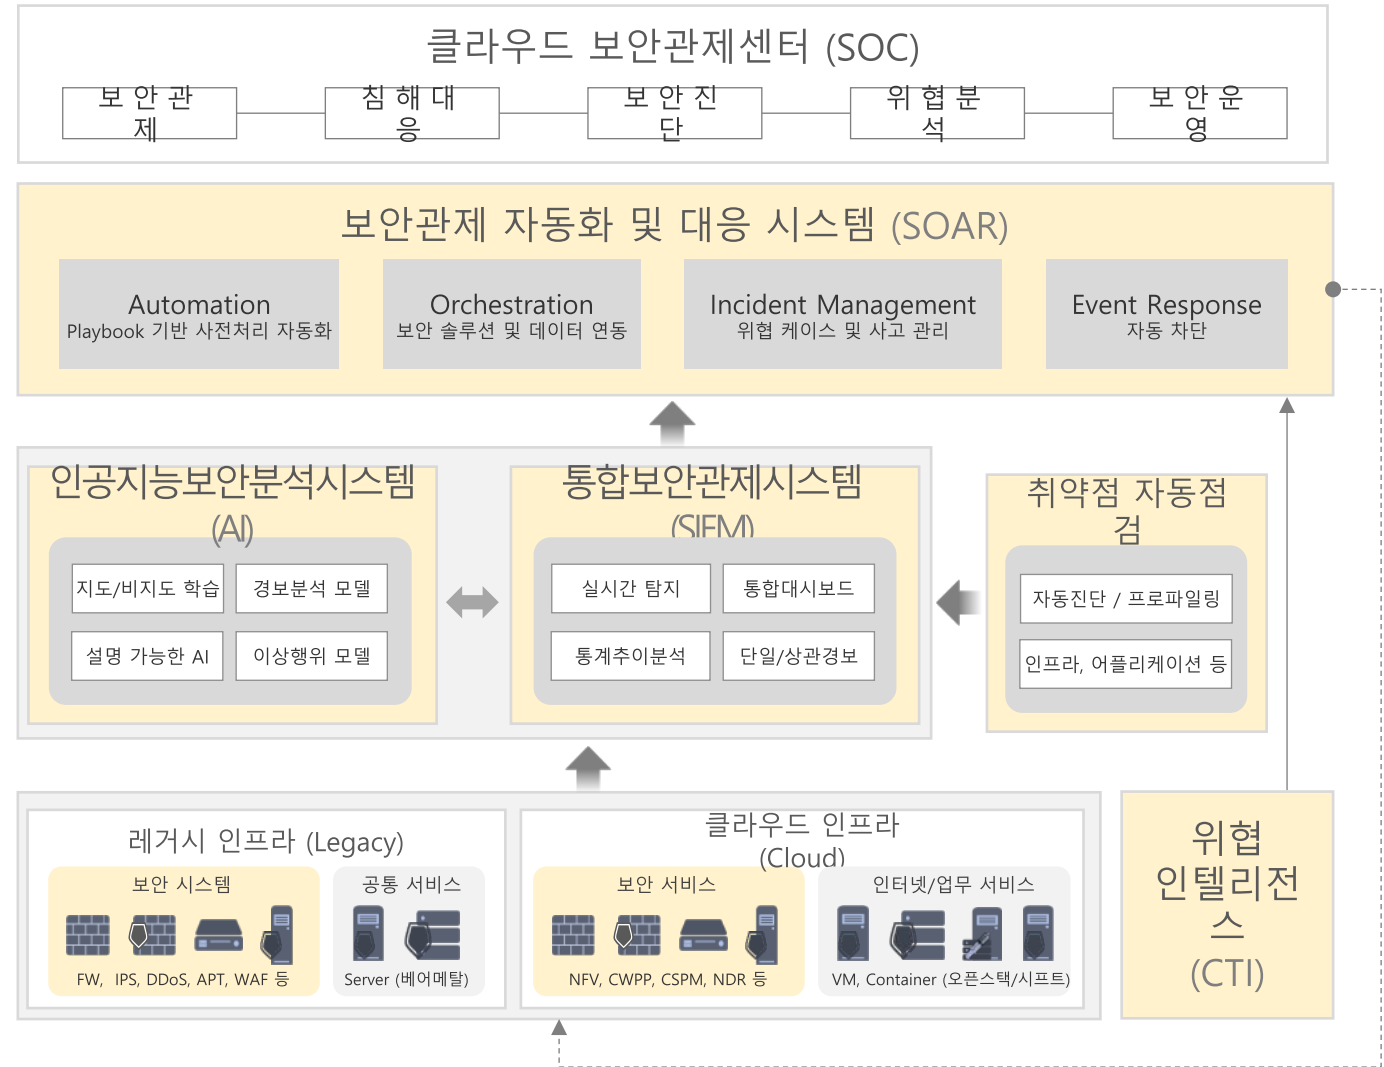 클라우드 보안관제센터 (SOC)
보 안 관
제
침 해 대
응
보 안 진
단
위 협 분
석
보 안 운
영
보안관제 자동화 및 대응 시스템 (SOAR)
Automation
Playbook 기반 사전처리 자동화
Orchestration
보안 솔루션 및 데이터 연동
Incident Management
위협 케이스 및 사고 관리
Event Response
자동 차단
인공지능보안분석시스템
(AI)
지도/비지도 학습
경보분석 모델
설명 가능한 AI
이상행위 모델
통합보안관제시스템
(SIEM)
실시간 탐지
통합대시보드
통계추이분석
단일/상관경보
취약점 자동점
검
자동진단 / 프로파일링
인프라, 어플리케이션 등
레거시 인프라 (Legacy)
보안 시스템
FW, IPS, DDoS, APT, WAF 등
공통 서비스
Server (베어메탈)
클라우드 인프라
(Cloud)
보안 서비스
NFV, CWPP, CSPM, NDR 등
인터넷/업무 서비스
VM, Container (오픈스택/시프트)
위협
인텔리전
스
(CTI)